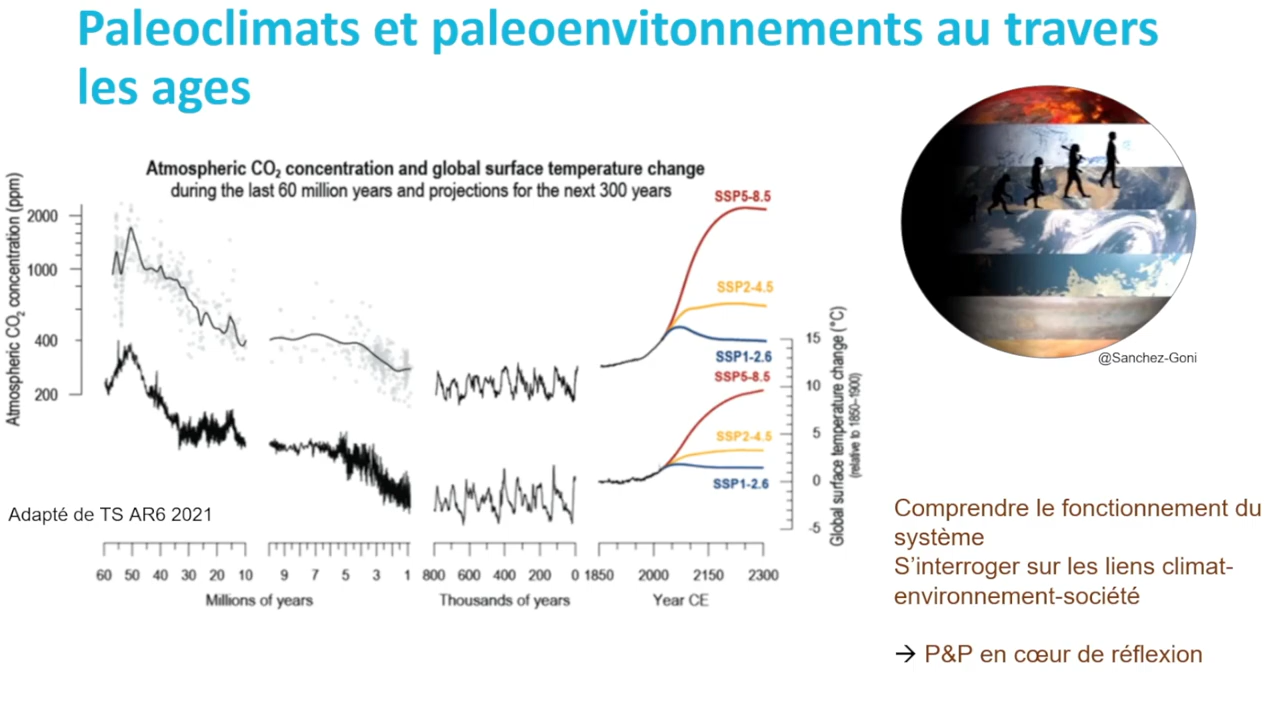 Paleoclimats et paleoenvitonnements au travers
les ages
Atmospheric CO₂ concentration and global surface temperature change
during the last 60 million years and projections for the next 300 years
Atmospheric CO₂ concentration (ppm)
2000
1000
400
200
SSP5-8.5
SSP2-4.5
SSP1-2.6
SSP5-8.5
SSP2-4.5
SSP1-2.6
15
10
5
0
-5
Global surface temperature change (°C)
(relative to 1850–1900)
60 50 40 30 20 10
Millions of years
9 7 5 3 1
800 600 400 200 0
Thousands of years
1850 2000 2150 2300
Year CE
Adapté de TS AR6 2021
@Sanchez-Goni
Comprendre le fonctionnement du
système
S’interroger sur les liens climat-
environnement-société
→ P&P en cœur de réflexion